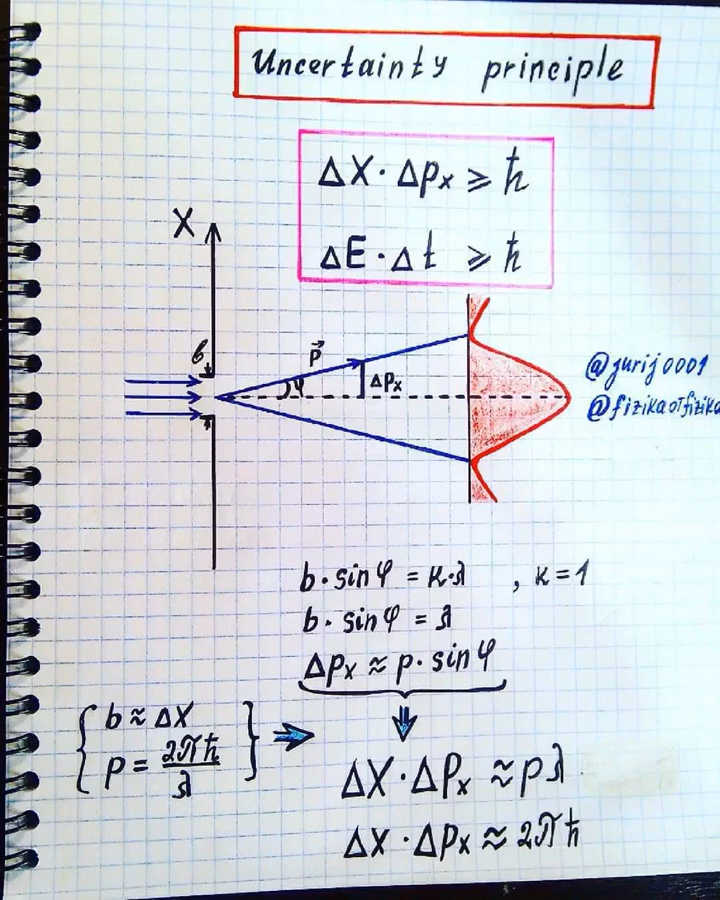 Uncertainty principle
ΔX · Δpx ⩾ ħ
ΔE · Δt ⩾ ħ
X
b
p⃗
φ
Δpx
@jurij0001
@fizikaotfizika
b · sin φ = к · λ , к = 1
b · sin φ = λ
Δpx ≈ p · sin φ
b ≈ ΔX
p = 2πħ / λ
ΔX · Δpx ≈ pλ
ΔX · Δpx ≈ 2πħ